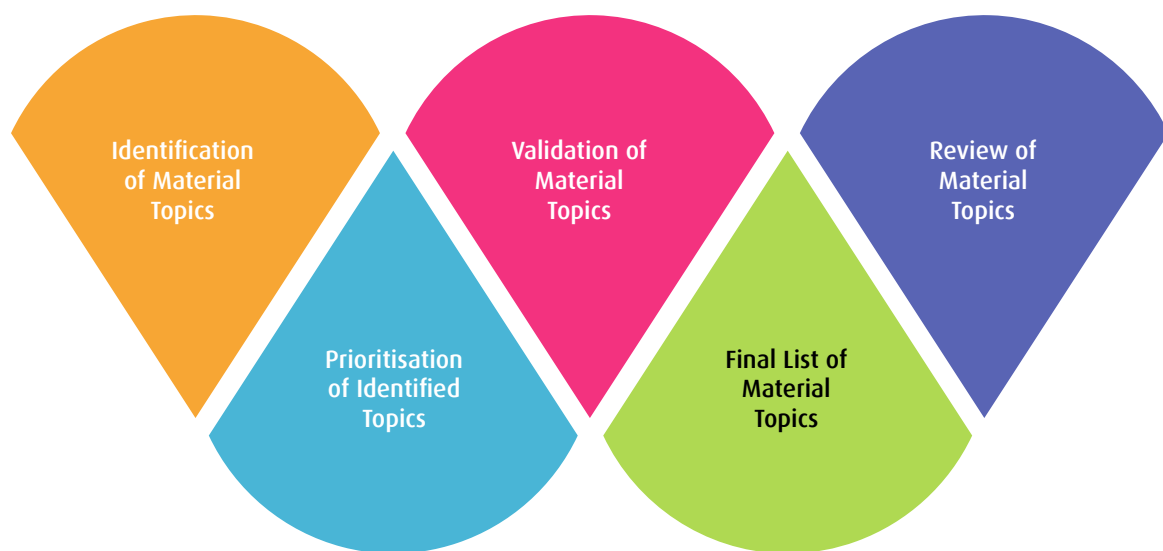 Identification
of Material
Topics
Prioritisation
of Identified
Topics
Validation of
Material
Topics
Final List of
Material
Topics
Review of
Material
Topics